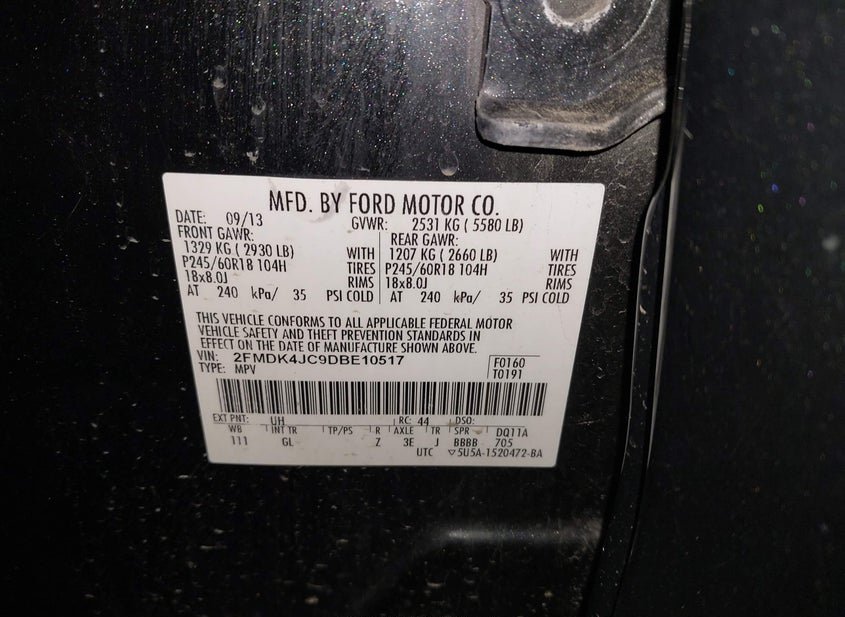 MFD. BY FORD MOTOR CO.
DATE: 09/13 GVWR: 2531 KG ( 5580 LB)
FRONT GAWR: REAR GAWR:
1329 KG ( 2930 LB) WITH 1207 KG ( 2660 LB) WITH
P245/60R18 104H TIRES P245/60R18 104H TIRES
18x8.0J RIMS 18x8.0J RIMS
AT 240 kPa/ 35 PSI COLD AT 240 kPa/ 35 PSI COLD
THIS VEHICLE CONFORMS TO ALL APPLICABLE FEDERAL MOTOR
VEHICLE SAFETY AND THEFT PREVENTION STANDARDS IN
EFFECT ON THE DATE OF MANUFACTURE SHOWN ABOVE.
VIN: 2FMDK4JC9DBE10517 F0160
TYPE: MPV T0191
EXT PNT: UH RC: 44 DSO:
WB INT TR TP/PS R AXLE TR SPR DQ11A
111 GL Z 3E J BBBB 705
UTC ▽5U5A-1520472-BA